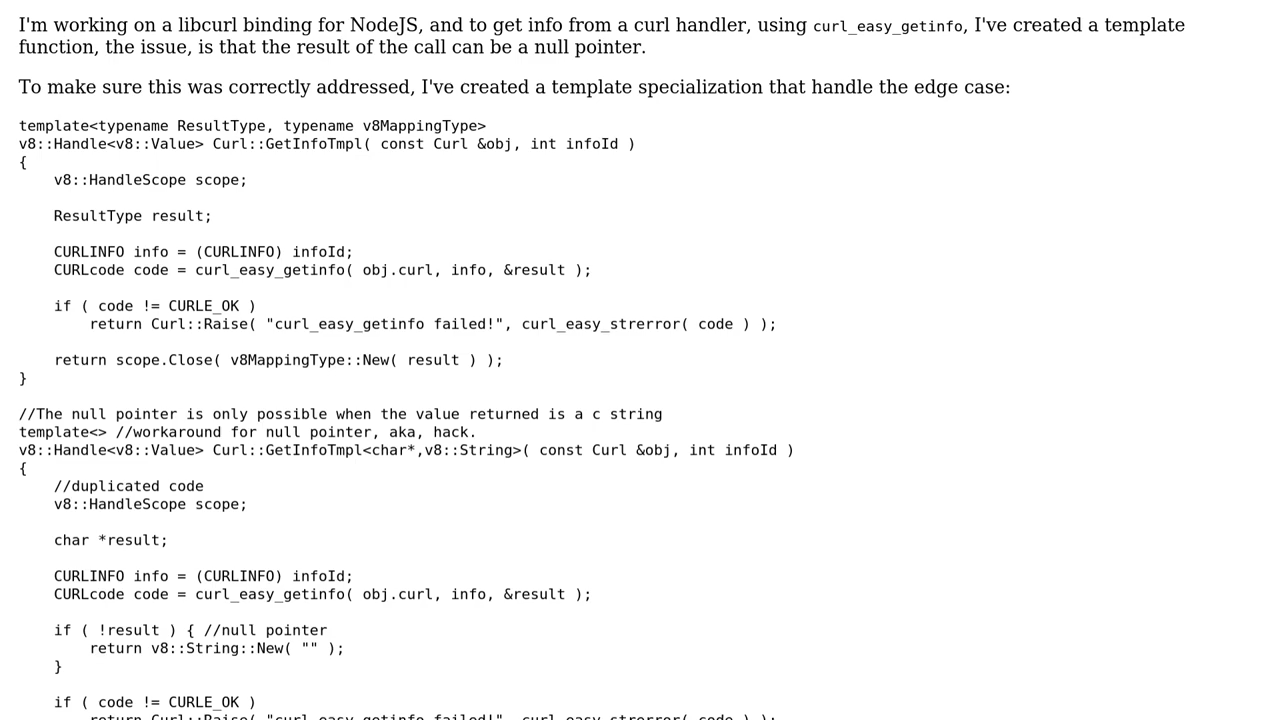 I'm working on a libcurl binding for NodeJS, and to get info from a curl handler, using curl_easy_getinfo, I've created a template
function, the issue, is that the result of the call can be a null pointer.
To make sure this was correctly addressed, I've created a template specialization that handle the edge case:
template<typename ResultType, typename v8MappingType>
v8::Handle<v8::Value> Curl::GetInfoTmpl( const Curl &obj, int infoId )
{
    v8::HandleScope scope;
    ResultType result;
    CURLINFO info = (CURLINFO) infoId;
    CURLcode code = curl_easy_getinfo( obj.curl, info, &result );
    if ( code != CURLE_OK )
        return Curl::Raise( "curl_easy_getinfo failed!", curl_easy_strerror( code ) );
    return scope.Close( v8MappingType::New( result ) );
}
//The null pointer is only possible when the value returned is a c string
template<> //workaround for null pointer, aka, hack.
v8::Handle<v8::Value> Curl::GetInfoTmpl<char*,v8::String>( const Curl &obj, int infoId )
{
    //duplicated code
    v8::HandleScope scope;
    char *result;
    CURLINFO info = (CURLINFO) infoId;
    CURLcode code = curl_easy_getinfo( obj.curl, info, &result );
    if ( !result ) { //null pointer
        return v8::String::New( "" );
    }
    if ( code != CURLE_OK )
        return Curl::Raise( "curl_easy_getinfo failed!", curl_easy_strerror( code ) );